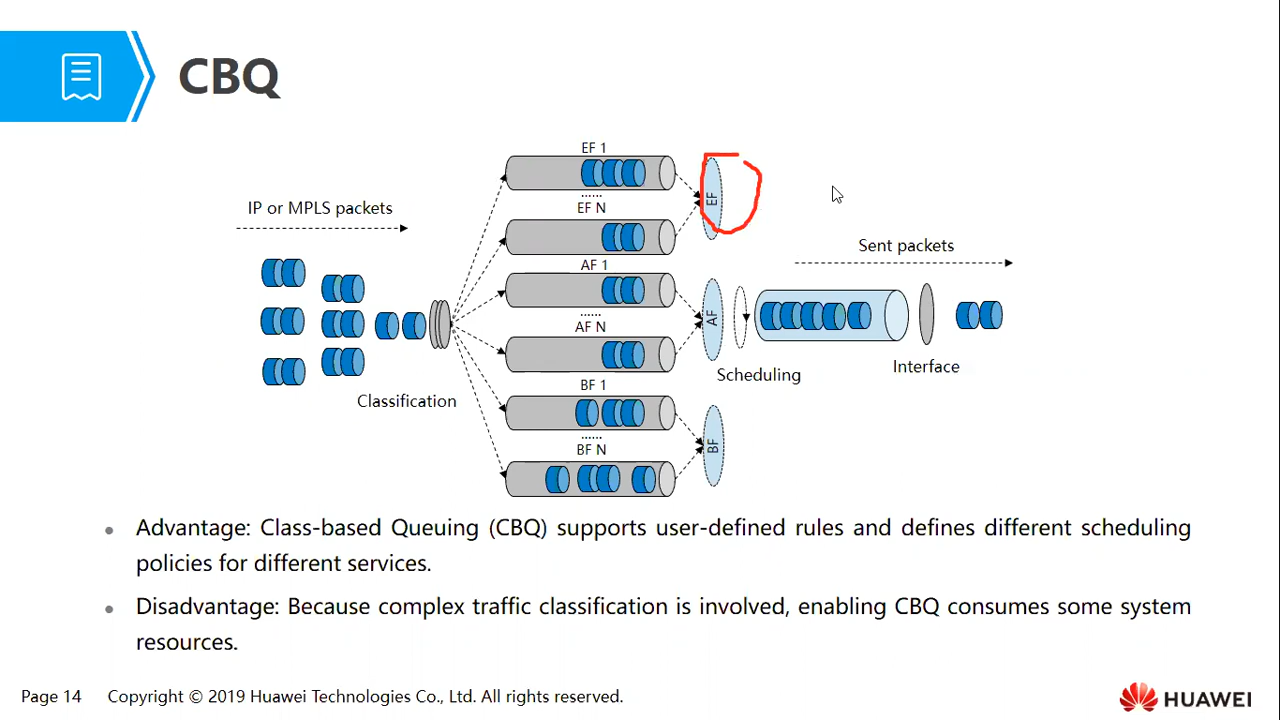 CBQ
EF 1
......
EF N
EF
IP or MPLS packets
AF 1
......
AF N
AF
Sent packets
Scheduling
Interface
Classification
BF 1
......
BF N
BF
Advantage: Class-based Queuing (CBQ) supports user-defined rules and defines different scheduling
policies for different services.
Disadvantage: Because complex traffic classification is involved, enabling CBQ consumes some system
resources.
Page 14 Copyright © 2019 Huawei Technologies Co., Ltd. All rights reserved.
HUAWEI